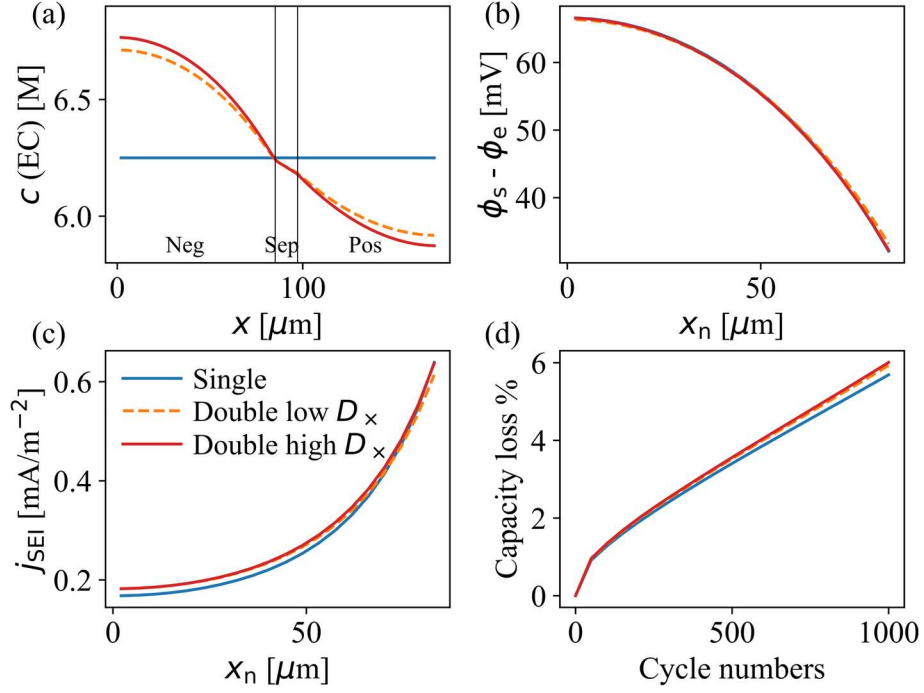 (a)
c (EC) [M]
6.5
6.0
Neg
Sep
Pos
0
100
x [μm]
(b)
ϕs - ϕe [mV]
60
50
40
50
xn [μm]
(c)
jSEI [mA/m⁻²]
0.6
0.4
0.2
Single
Double low D×
Double high D×
50
xn [μm]
(d)
Capacity loss %
6
4
2
0
0
500
1000
Cycle numbers